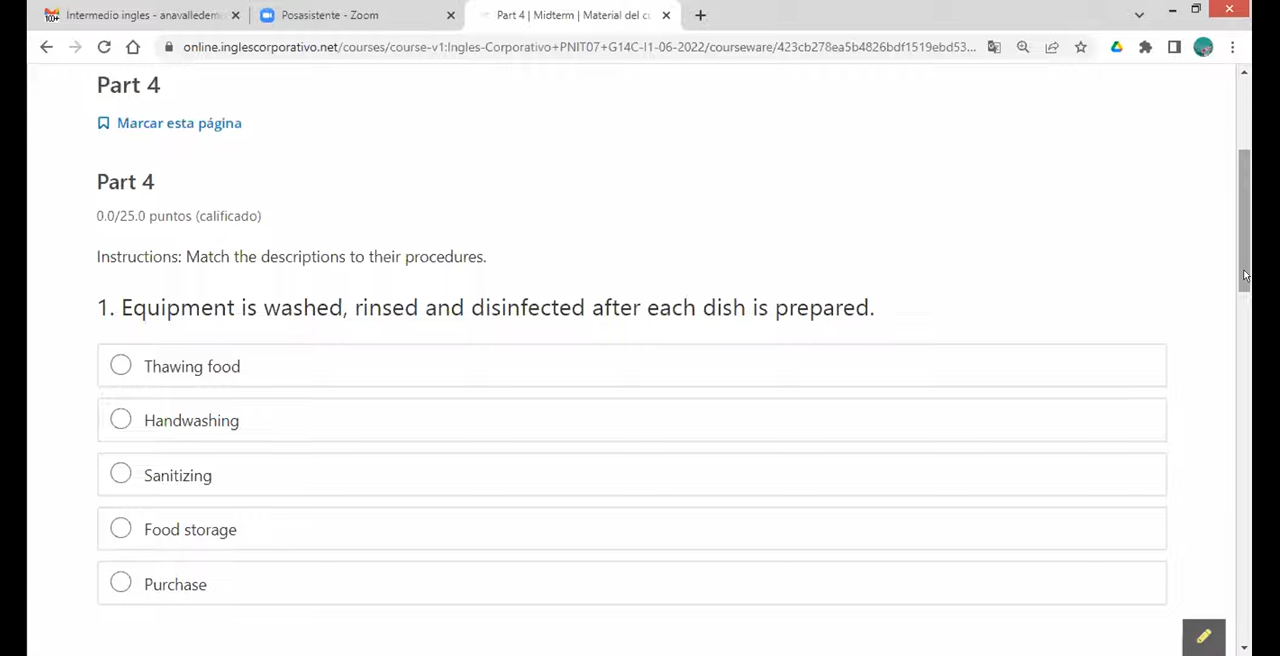 Intermedio ingles - anavalledem
Posasistente - Zoom
Part 4 | Midterm | Material del cu
online.inglescorporativo.net/courses/course-v1:Ingles-Corporativo+PNIT07+G14C-I1-06-2022/courseware/423cb278ea5b4826bdf1519ebd53...
Part 4
Marcar esta página
Part 4
0.0/25.0 puntos (calificado)
Instructions: Match the descriptions to their procedures.
1. Equipment is washed, rinsed and disinfected after each dish is prepared.
Thawing food
Handwashing
Sanitizing
Food storage
Purchase